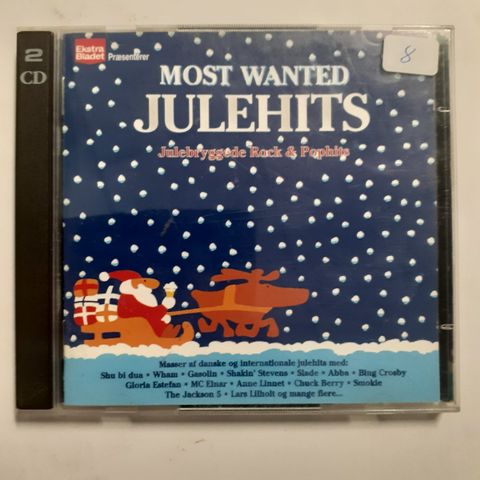 2
CD
Ekstra
Bladet
Præsenterer
8
MOST WANTED
JULEHITS
Julebryggede Rock & Pophits
Masser af danske og internationale julehits med:
Shu bi dua • Wham • Gasolin • Shakin' Stevens • Slade • Abba • Bing Crosby
Gloria Estefan • MC Einar • Anne Linnet • Chuck Berry • Smokie
The Jackson 5 • Lars Lilholt og mange flere...